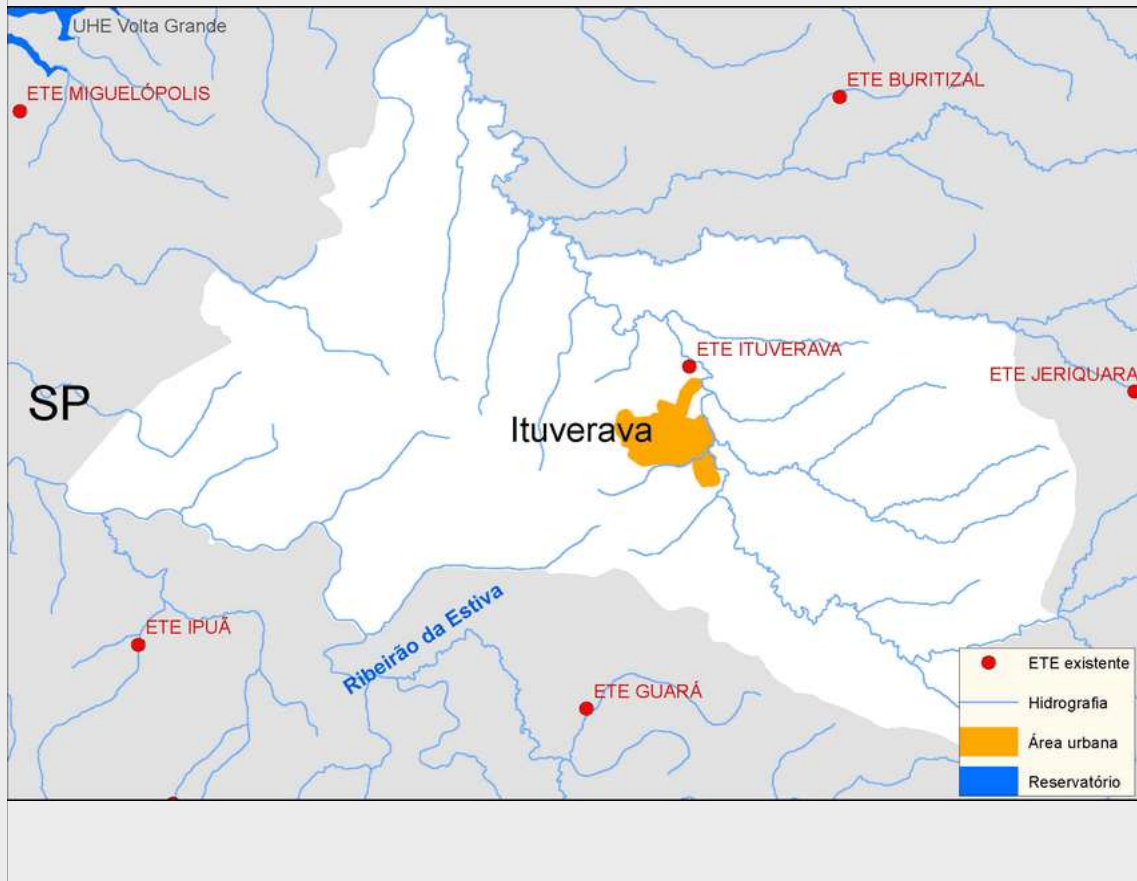 UHE Volta Grande
ETE MIGUELÓPOLIS
ETE BURITIZAL
ETE ITUVERAVA
ETE JERIQUARA
SP
Ituverava
Ribeirão da Estiva
ETE IPUÃ
ETE GUARÁ
ETE existente
Hidrografia
Área urbana
Reservatório